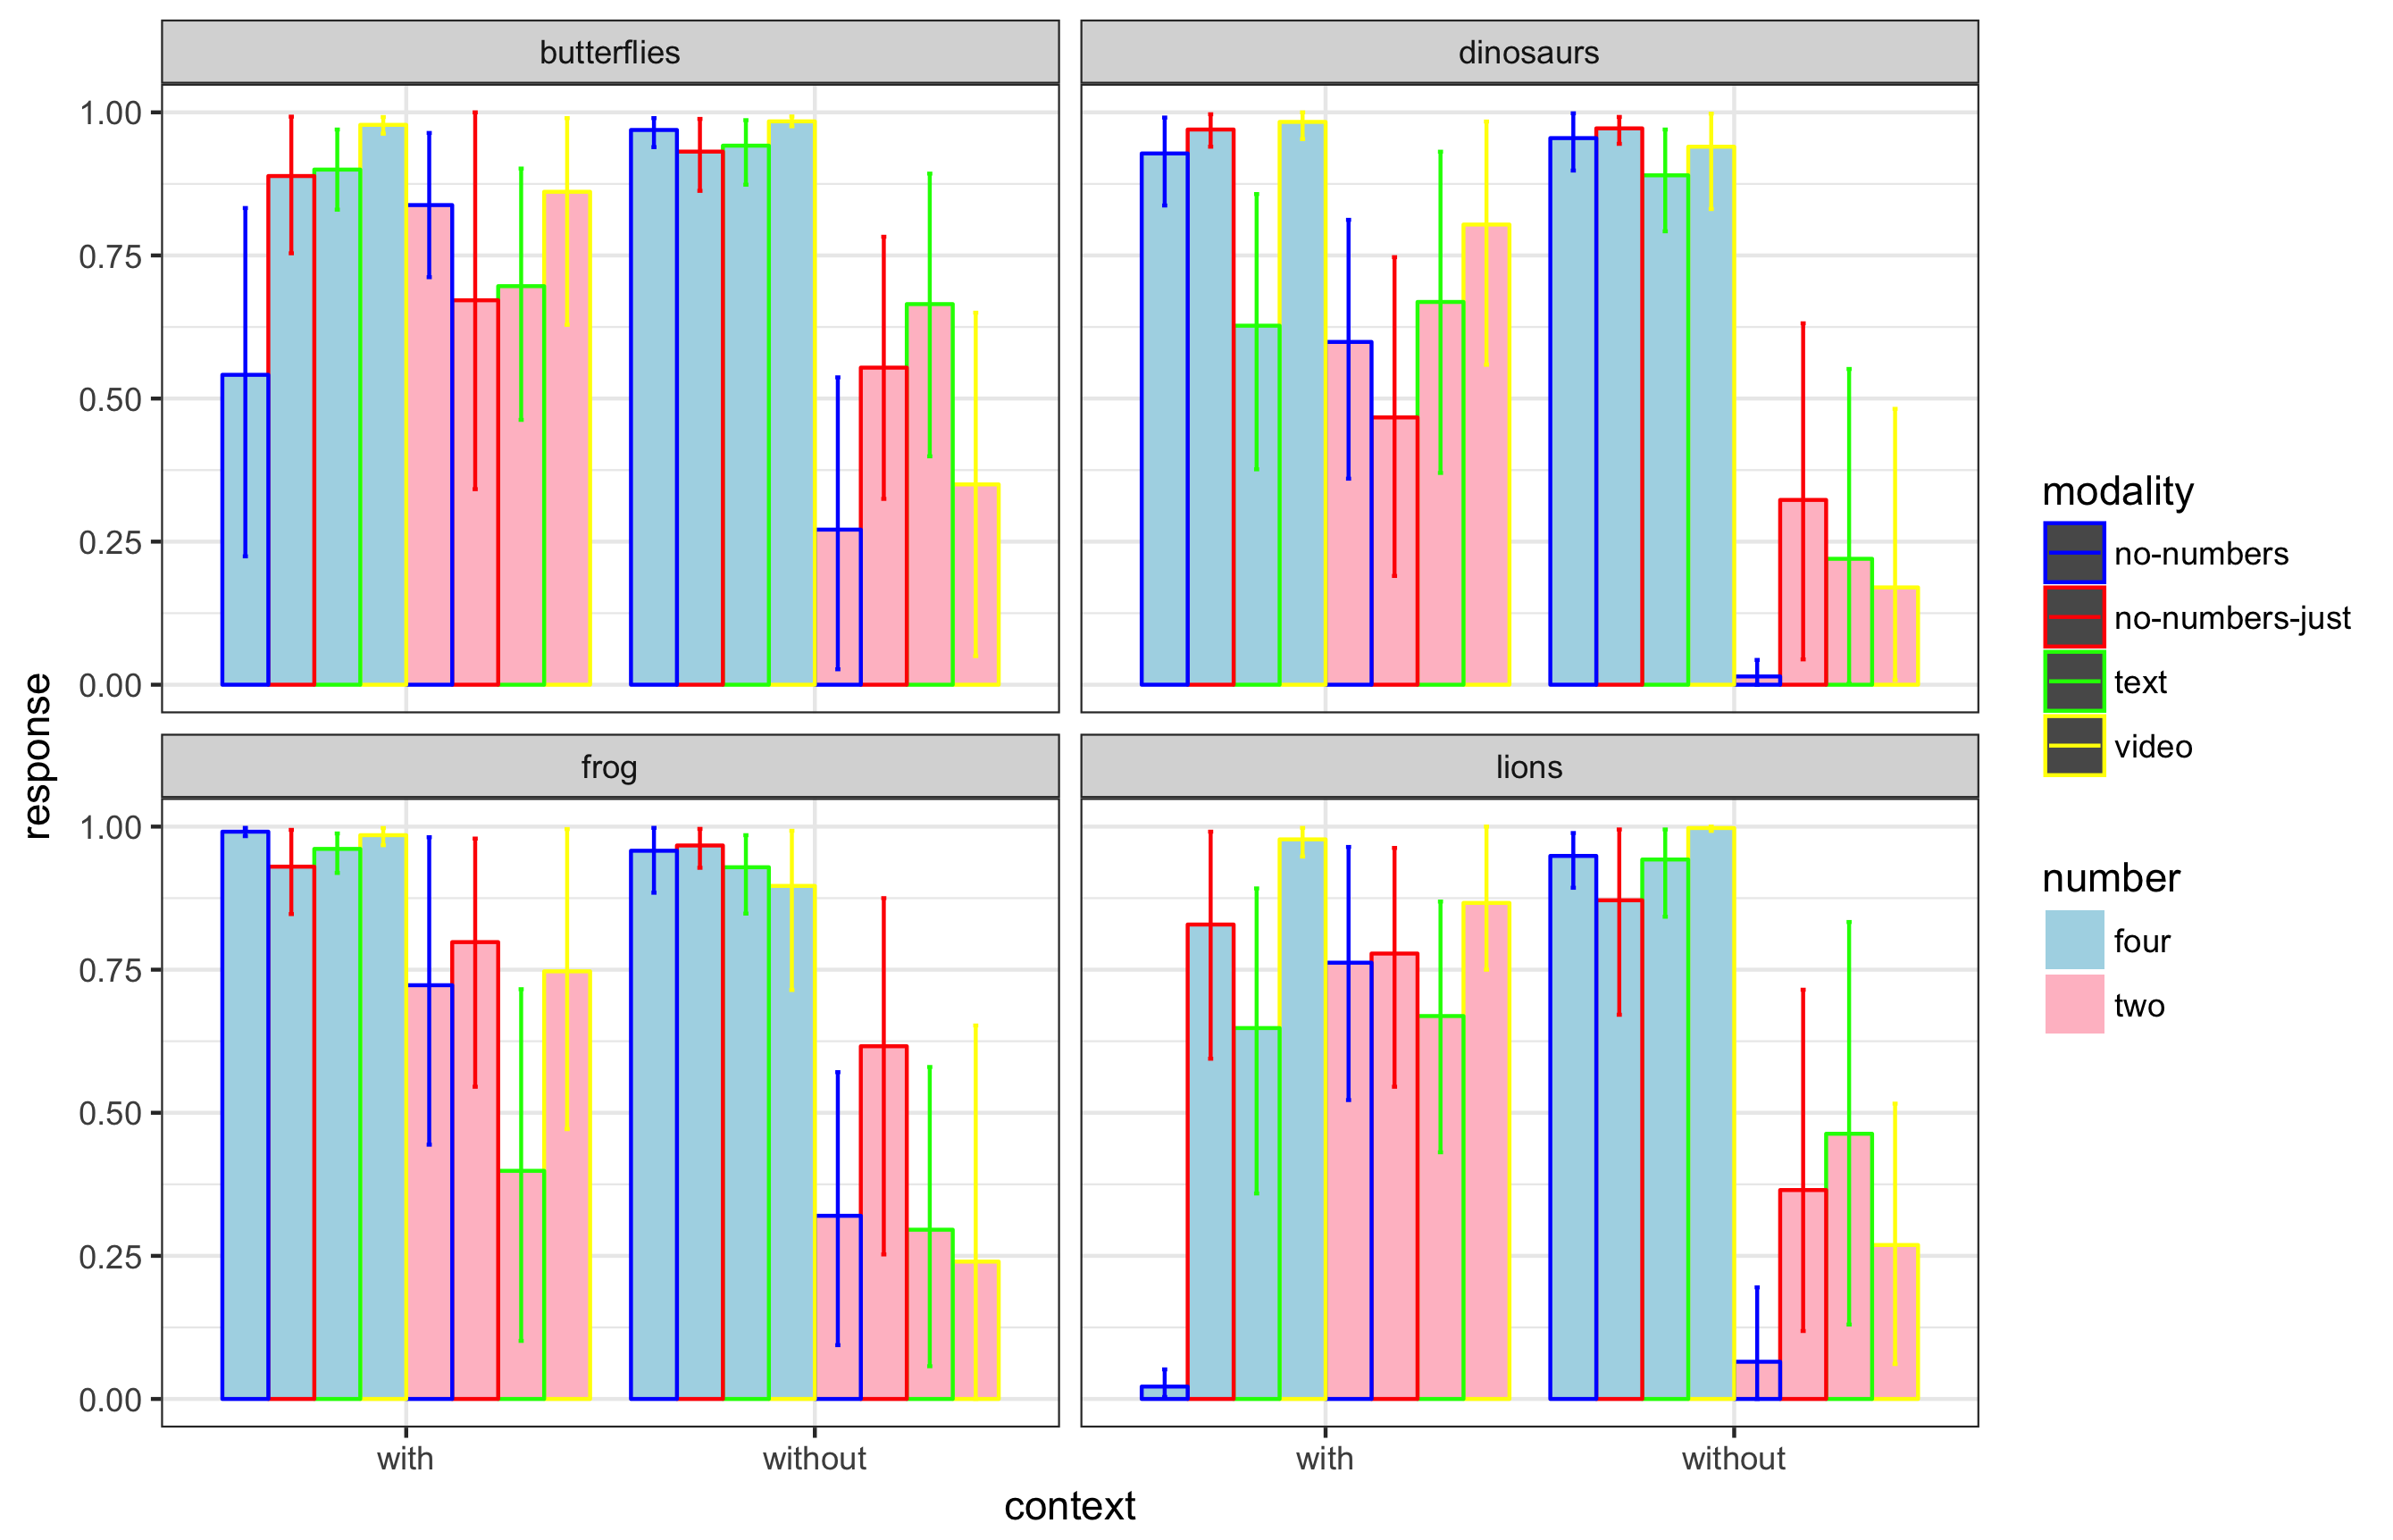 butterflies
dinosaurs
1.00
0.75
0.50
0.25
0.00
frog
lions
1.00
0.75
0.50
0.25
0.00
response
with
without
with
without
context
modality
no-numbers
no-numbers-just
text
video
number
four
two